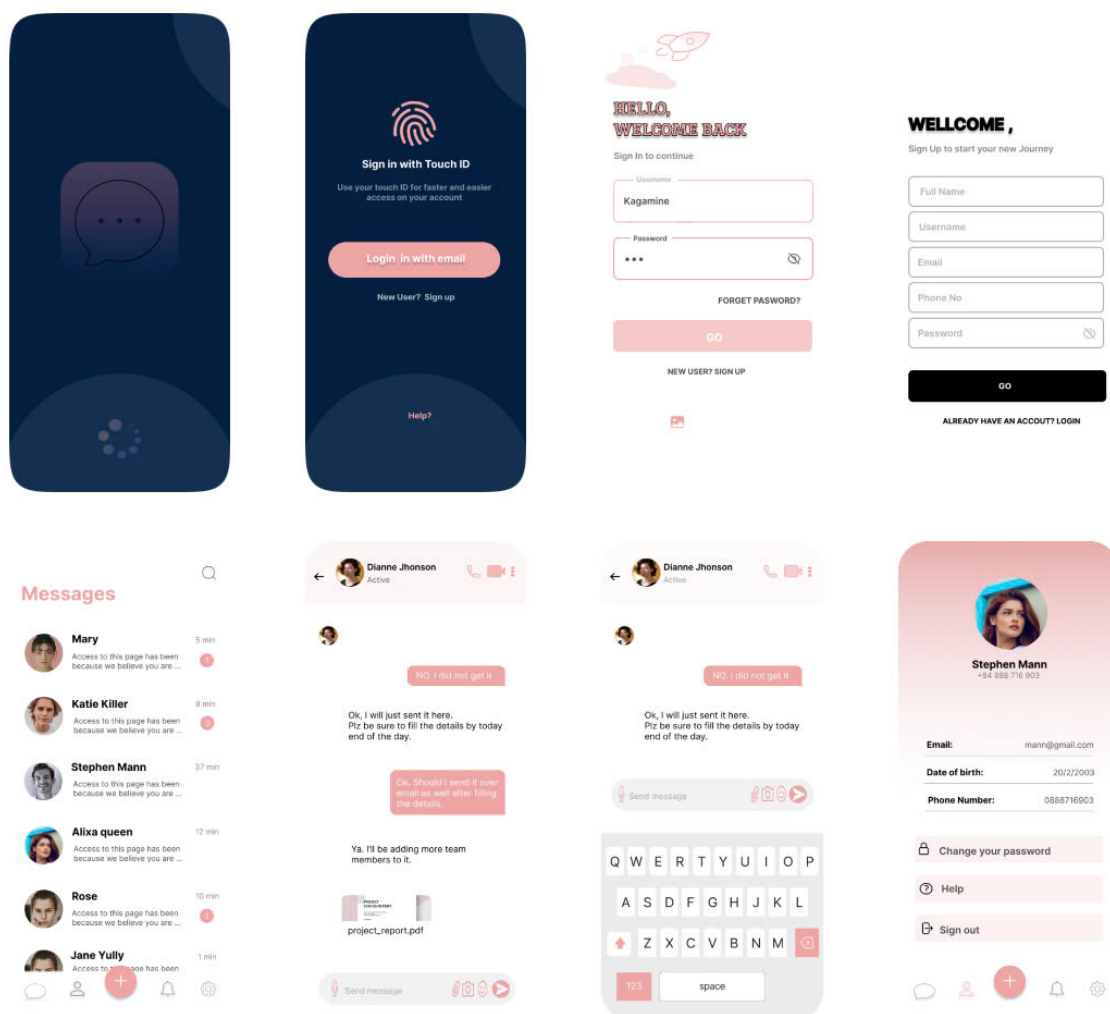 Sign in with Touch ID
Use your touch ID for faster and easier
access on your account
Login in with email
New User? Sign up
Help?
HELLO,
WELCOME BACK
Sign In to continue
Username
Kagamine
Password
FORGET PASWORD?
GO
NEW USER? SIGN UP
WELLCOME ,
Sign Up to start your new Journey
Full Name
Username
Email
Phone No
Password
GO
ALREADY HAVE AN ACCOUT? LOGIN
Messages
Mary
5 min
Access to this page has been
because we believe you are ...
1
Katie Killer
9 min
Access to this page has been
because we believe you are ...
3
Stephen Mann
37 min
Access to this page has been
because we believe you are ...
Alixa queen
12 min
Access to this page has been
because we believe you are ...
Rose
10 min
Access to this page has been
because we believe you are ...
1
Jane Yully
1 min
Access to page has been
Dianne Jhonson
Active
NO. I did not get it
Ok, I will just sent it here.
Plz be sure to fill the details by today
end of the day.
Ok. Should I send it over
email as well after filling
the details.
Ya. I'll be adding more team
members to it.
PROJECT
STATUS REPORT
project_report.pdf
Send message
Dianne Jhonson
Active
NO. I did not get it
Ok, I will just sent it here.
Plz be sure to fill the details by today
end of the day.
Send message
Q W E R T Y U I O P
A S D F G H J K L
Z X C V B N M
123
space
Stephen Mann
+84 888 716 903
Email: mann@gmail.com
Date of birth: 20/2/2003
Phone Number: 0888716903
Change your password
Help
Sign out